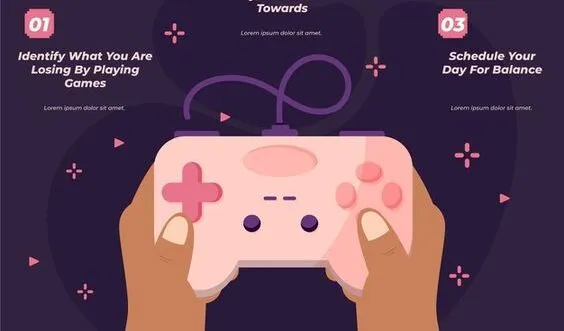 01
Identify What You Are
Losing By Playing
Games
Lorem ipsum dolor sit amet.
Towards
Lorem ipsum dolor sit amet.
03
Schedule Your
Day For Balance
Lorem ipsum dolor sit amet.